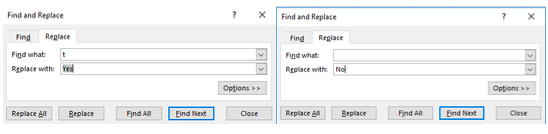 Find and Replace ? ×
Find Replace
Find what: t
Replace with: Yes
Options >>
Replace All Replace Find All Find Next Close
Find and Replace ? ×
Find Replace
Find what:
Replace with: No
Options >>
Replace All Replace Find All Find Next Close